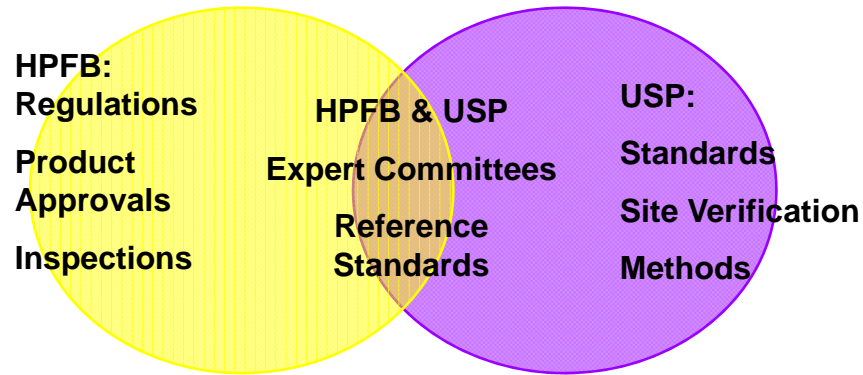 HPFB:
Regulations
Product
Approvals
Inspections
HPFB & USP
Expert Committees
Reference
Standards
USP:
Standards
Site Verification
Methods